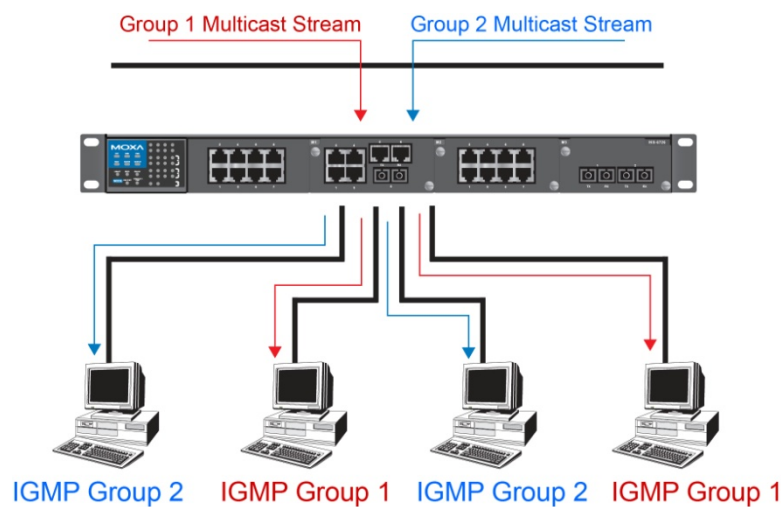 Group 1 Multicast Stream
Group 2 Multicast Stream
MOXA
IGMP Group 2
IGMP Group 1
IGMP Group 2
IGMP Group 1